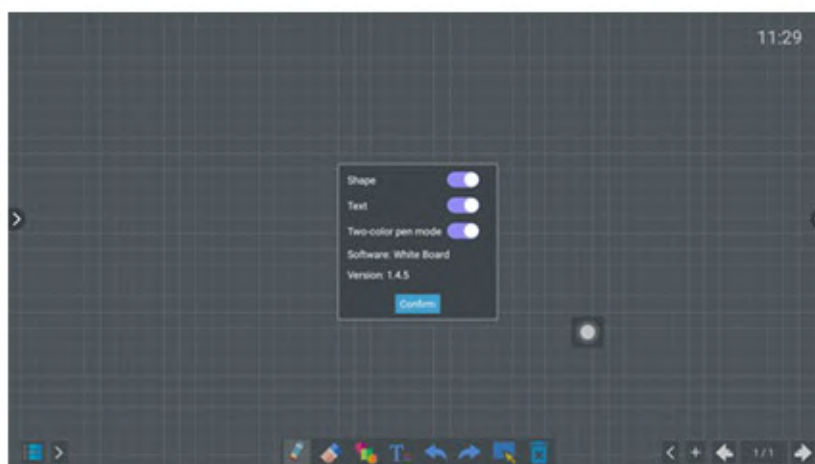 11:29
Shape
Text
Two-color pen mode
Software: White Board
Version: 1.4.5
Confirm
1/1